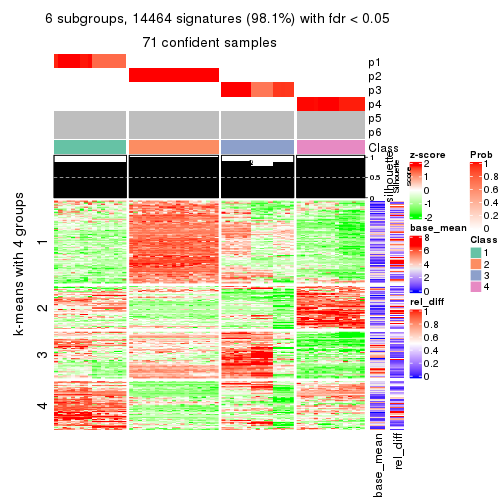 6 subgroups, 14464 signatures (98.1%) with fdr < 0.05
71 confident samples
p1
p2
p3
p4
p5
p6
Class
1
0.5
0
silhouette
Silhouette
score
k-means with 4 groups
1
2
3
4
base_mean
rel_diff
z-score
2
1
0
-1
-2
base_mean
8
6
4
2
0
rel_diff
1
0.8
0.6
0.4
0.2
0
Prob
1
0.8
0.6
0.4
0.2
0
Class
1
2
3
4